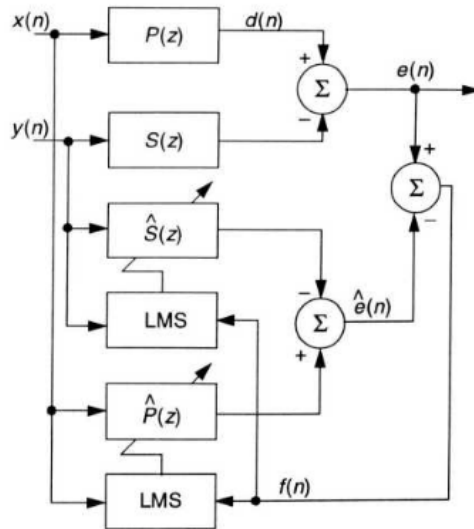 x(n)
P(z)
d(n)
+
Σ
e(n)
−
y(n)
S(z)
+
Σ
−
Ŝ(z)
−
LMS
Σ
ê(n)
+
P̂(z)
LMS
f(n)